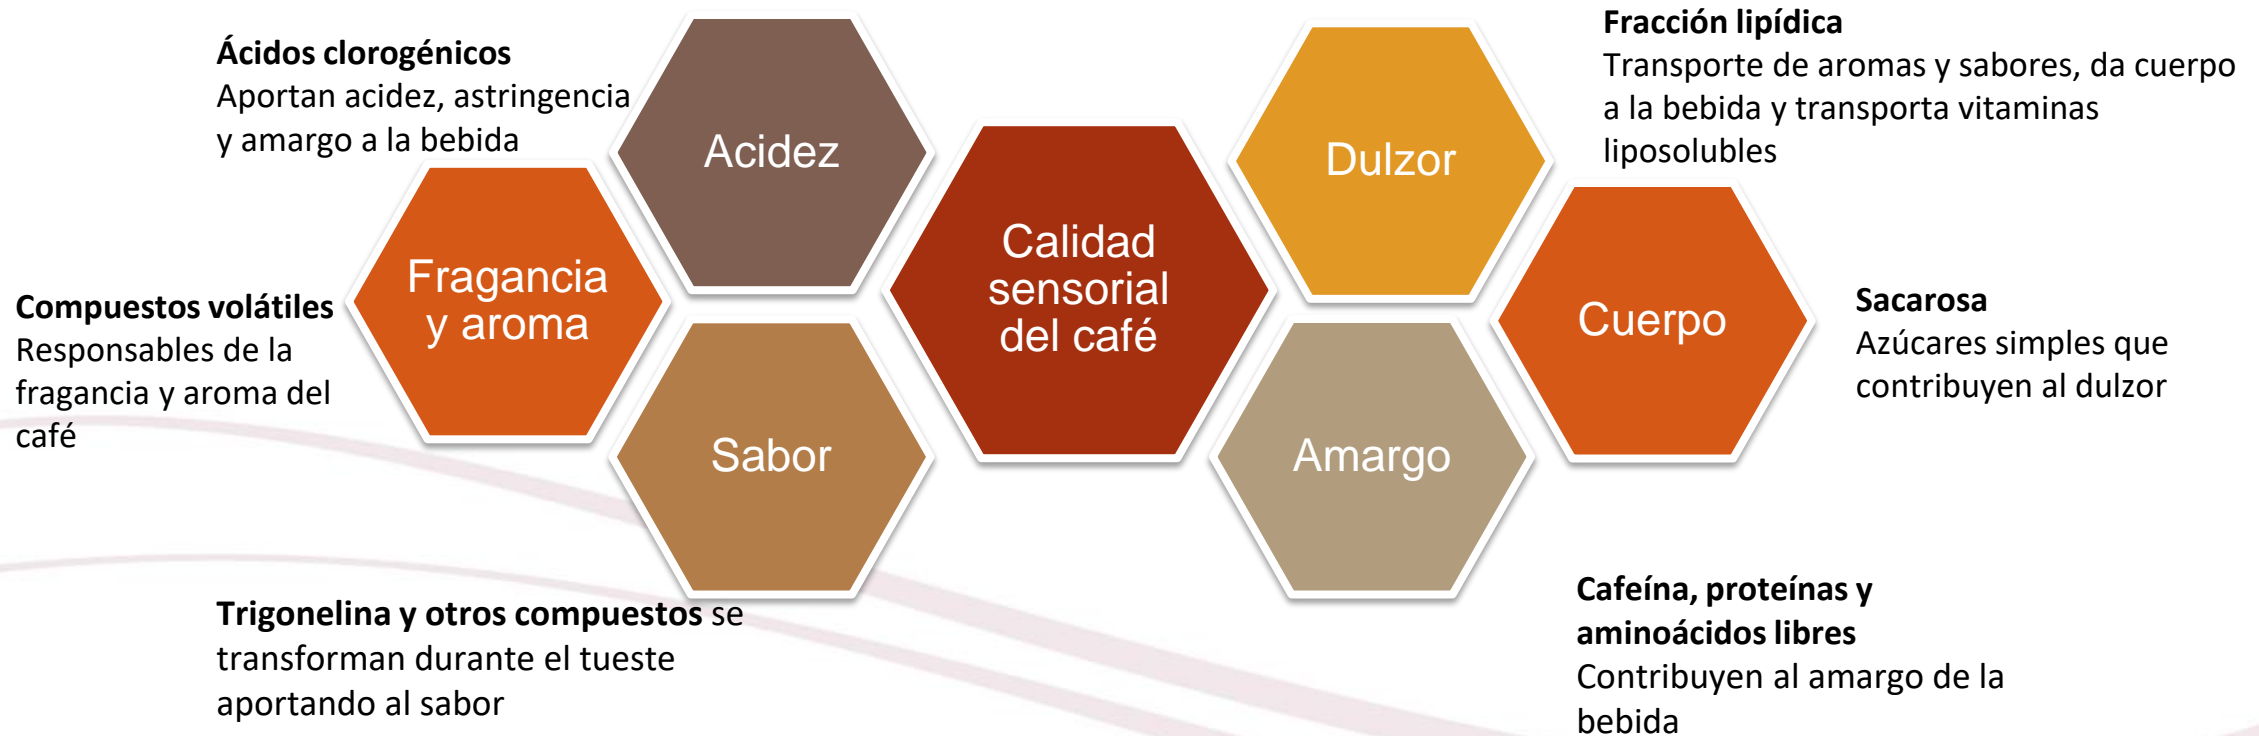 Ácidos clorogénicos
Aportan acidez, astringencia
y amargo a la bebida
Acidez
Fragancia
y aroma
Compuestos volátiles
Responsables de la
fragancia y aroma del
café
Sabor
Trigonelina y otros compuestos se
transforman durante el tueste
aportando al sabor
Calidad
sensorial
del café
Dulzor
Fracción lipídica
Transporte de aromas y sabores, da cuerpo
a la bebida y transporta vitaminas
liposolubles
Cuerpo
Sacarosa
Azúcares simples que
contribuyen al dulzor
Amargo
Cafeína, proteínas y
aminoácidos libres
Contribuyen al amargo de la
bebida